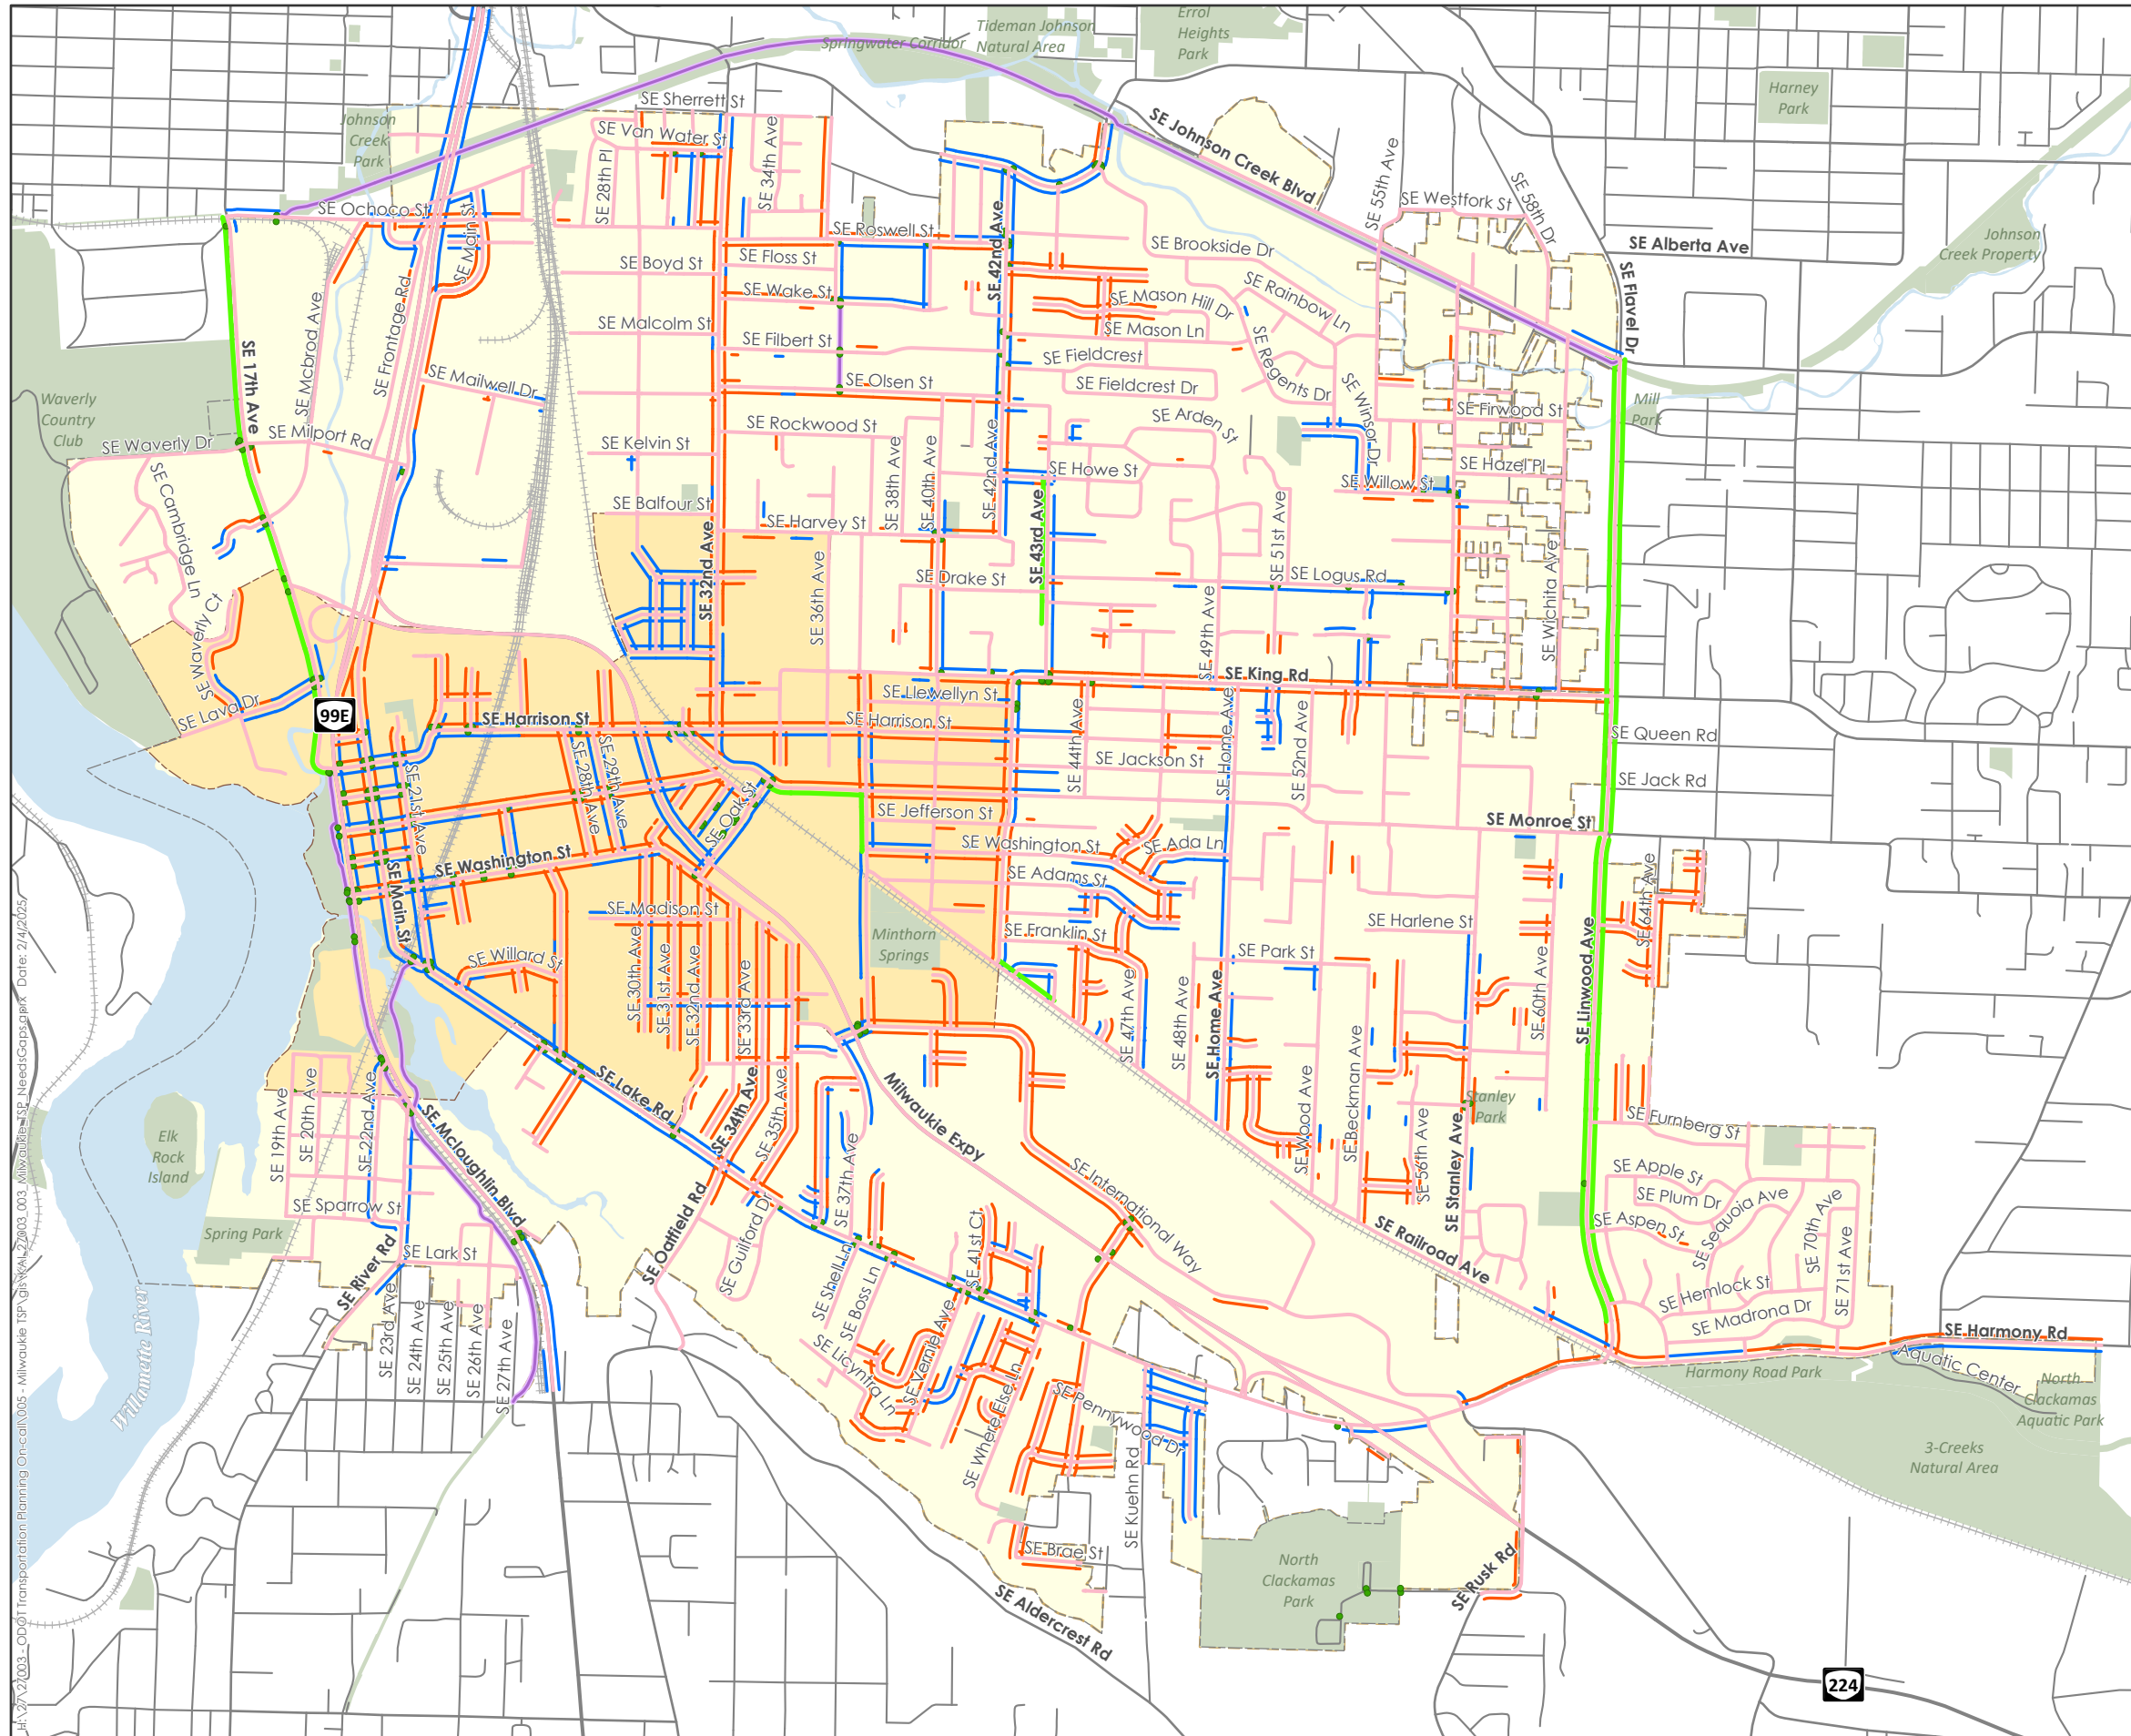 Tideman Johnson
Natural Area
Errol
Heights
Park
Springwater Corridor
Harney
Park
SE Sherrett St
SE Van Water St
SE 34th Ave
SE 28th Pl
Johnson
Creek
Park
SE Johnson Creek Blvd
SE 55th Ave
SE Westfork St
SE 58th Dr
SE Alberta Ave
Johnson
Creek Property
SE Flavel Dr
SE Ochoco St
SE Main St
SE Roswell St
SE 42nd Ave
SE Brookside Dr
SE Boyd St
SE Floss St
SE Wake St
SE Rainbow Ln
SE Mason Hill Dr
SE Mason Ln
SE Malcolm St
SE Filbert St
SE Fieldcrest
SE Fieldcrest Dr
SE Regents Dr
SE Olsen St
SE Frontage Rd
SE Mcbrod Ave
SE 17th Ave
SE Mailwell Dr
Waverly
Country
Club
SE Waverly Dr
SE Milport Rd
SE Rockwood St
SE Arden St
SE Winsor Dr
SE Firwood St
Mill
Park
SE Kelvin St
SE 38th Ave
SE 40th Ave
SE 42nd Ave
SE Howe St
SE Hazel Pl
SE Willow St
SE Cambridge Ln
SE Balfour St
SE Harvey St
SE 32nd Ave
SE 43rd Ave
SE 51st Ave
SE 36th Ave
SE Drake St
SE Logus Rd
SE 49th Ave
SE Wichita Ave
SE Waverly Ct
SE Lava Dr
99E
SE King Rd
SE Llewellyn St
SE Harrison St
SE Harrison St
SE 44th Ave
SE Home Ave
SE 52nd Ave
SE Queen Rd
SE Jackson St
SE Jack Rd
SE 21st Ave
SE 28th Ave
SE 29th Ave
SE Oak St
SE Jefferson St
SE Monroe St
SE Washington St
SE Washington St
SE Ada Ln
SE Main St
SE Adams St
SE 64th Ave
SE Madison St
SE Franklin St
SE Harlene St
SE Linwood Ave
Minthorn
Springs
SE Willard St
SE Park St
SE 30th Ave
SE 31st Ave
SE 32nd Ave
SE 33rd Ave
SE 47th Ave
SE 48th Ave
SE Home Ave
SE 60th Ave
SE Beckman Ave
SE Wood Ave
SE 56th Ave
SE Stanley Ave
Stanley
Park
SE Furnberg St
SE Lake Rd
SE 34th Ave
SE 35th Ave
SE 37th Ave
Milwaukie Expy
SE International Way
SE 19th Ave
SE 20th Ave
SE 22nd Ave
SE Mcloughlin Blvd
Elk
Rock
Island
SE Sparrow St
Spring Park
SE Lark St
SE River Rd
SE 23rd Ave
SE 24th Ave
SE 25th Ave
SE 26th Ave
SE 27th Ave
Willamette River
SE Oatfield Rd
SE Guilford Dr
SE Shell Ln
SE Boss Ln
SE 41st Ct
SE Vernie Ave
SE Licyntra Ln
SE Where Else Ln
SE Pennywood Dr
SE Kuehn Rd
SE Brae St
SE Aldercrest Rd
SE Railroad Ave
SE Apple St
SE Plum Dr
SE Aspen St
SE Sequoia Ave
SE 70th Ave
SE 71st Ave
SE Hemlock St
SE Madrona Dr
SE Harmony Rd
Harmony Road Park
Aquatic Center
North
Clackamas
Aquatic Park
3-Creeks
Natural Area
North
Clackamas
Park
SE Rusk Rd
224
H:\27\27003 - ODOT Transportation Planning On-call\005 - Milwaukie TSP\gis\KAI_27003_003_Milwaukie_TSP_NeedsGaps.aprx Date: 2/4/2025